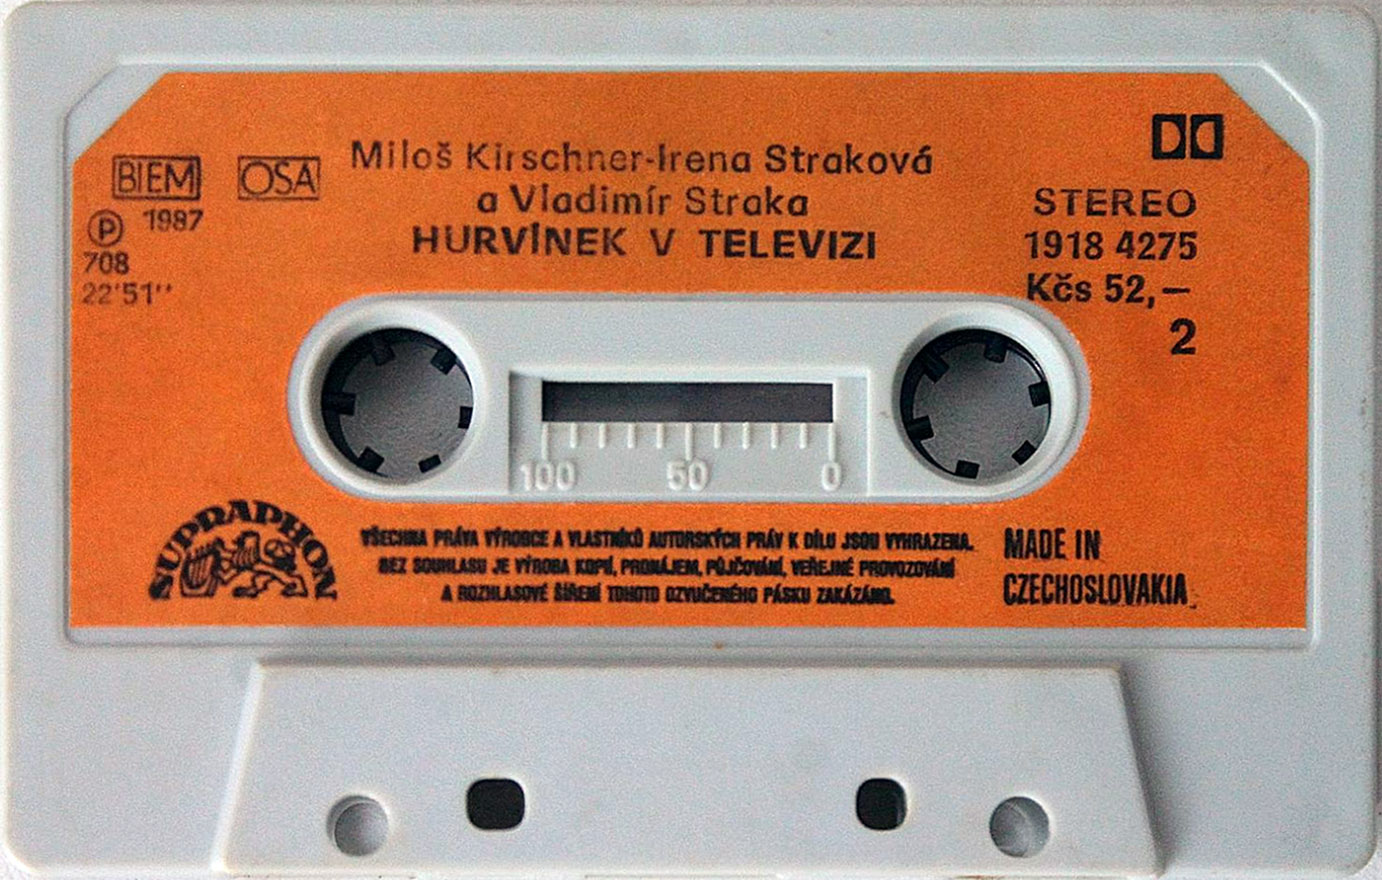 BIEM OSA
℗ 1987
708
22'51''
Miloš Kirschner-Irena Straková
a Vladimír Straka
HURVÍNEK V TELEVIZI
STEREO
1918 4275
Kčs 52,—
2
100 50 0
SUPRAPHON
VŠECHNA PRÁVA VÝROBCE A VLASTNÍKŮ AUTORSKÝCH PRÁV K DÍLU JSOU VYHRAZENA.
BEZ SOUHLASU JE VÝROBA KOPIÍ, PRONÁJEM, PŮJČOVÁNÍ, VEŘEJNÉ PROVOZOVÁNÍ
A ROZHLASOVÉ ŠÍŘENÍ TOHOTO OZVUČENÉHO PÁSKU ZAKÁZÁNO.
MADE IN
CZECHOSLOVAKIA